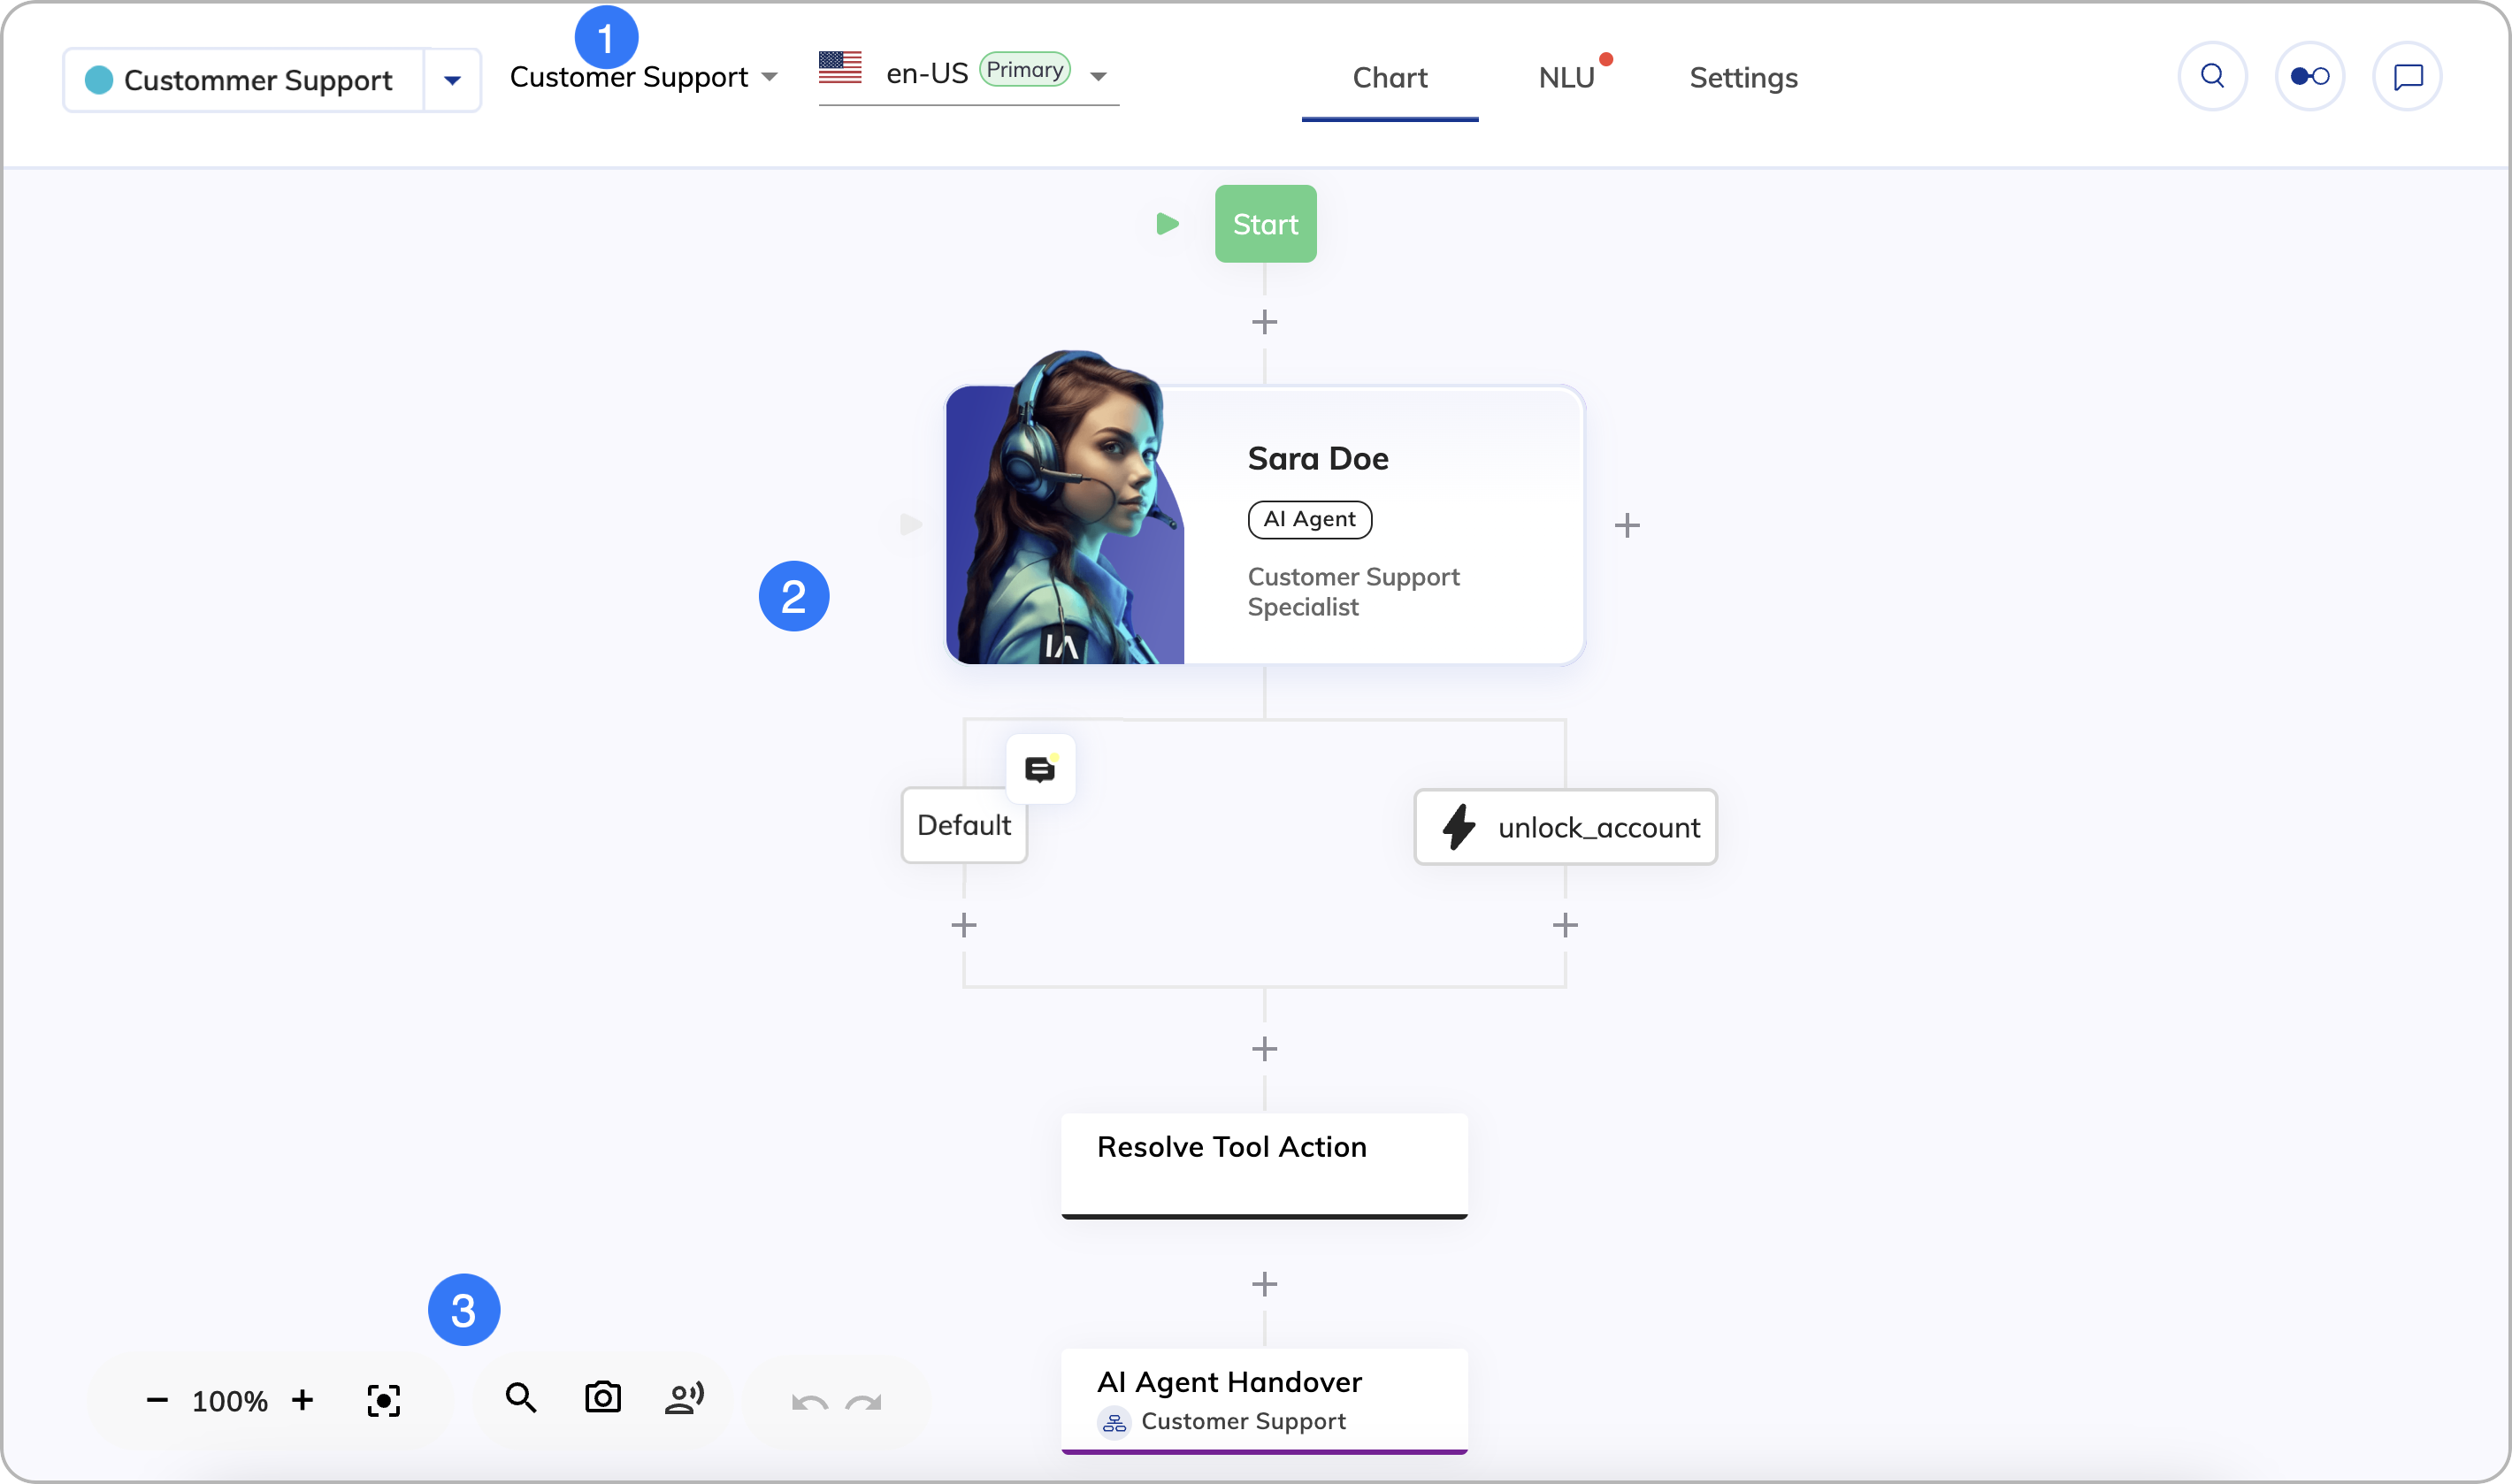 1
Custommer Support
Customer Support
en-US
Primary
Chart
NLU
Settings
Start
Sara Doe
AI Agent
Customer Support
Specialist
2
Default
unlock_account
Resolve Tool Action
3
100%
AI Agent Handover
Customer Support